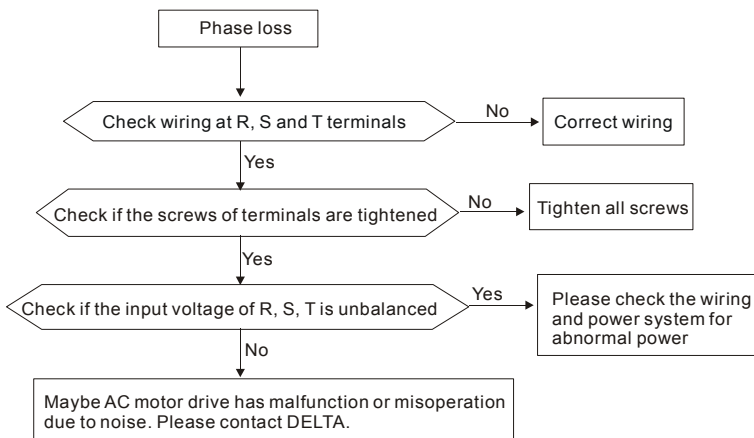 Phase loss
Check wiring at R, S and T terminals
No
Correct wiring
Yes
Check if the screws of terminals are tightened
No
Tighten all screws
Yes
Check if the input voltage of R, S, T is unbalanced
Yes
Please check the wiring
and power system for
abnormal power
No
Maybe AC motor drive has malfunction or misoperation
due to noise. Please contact DELTA.